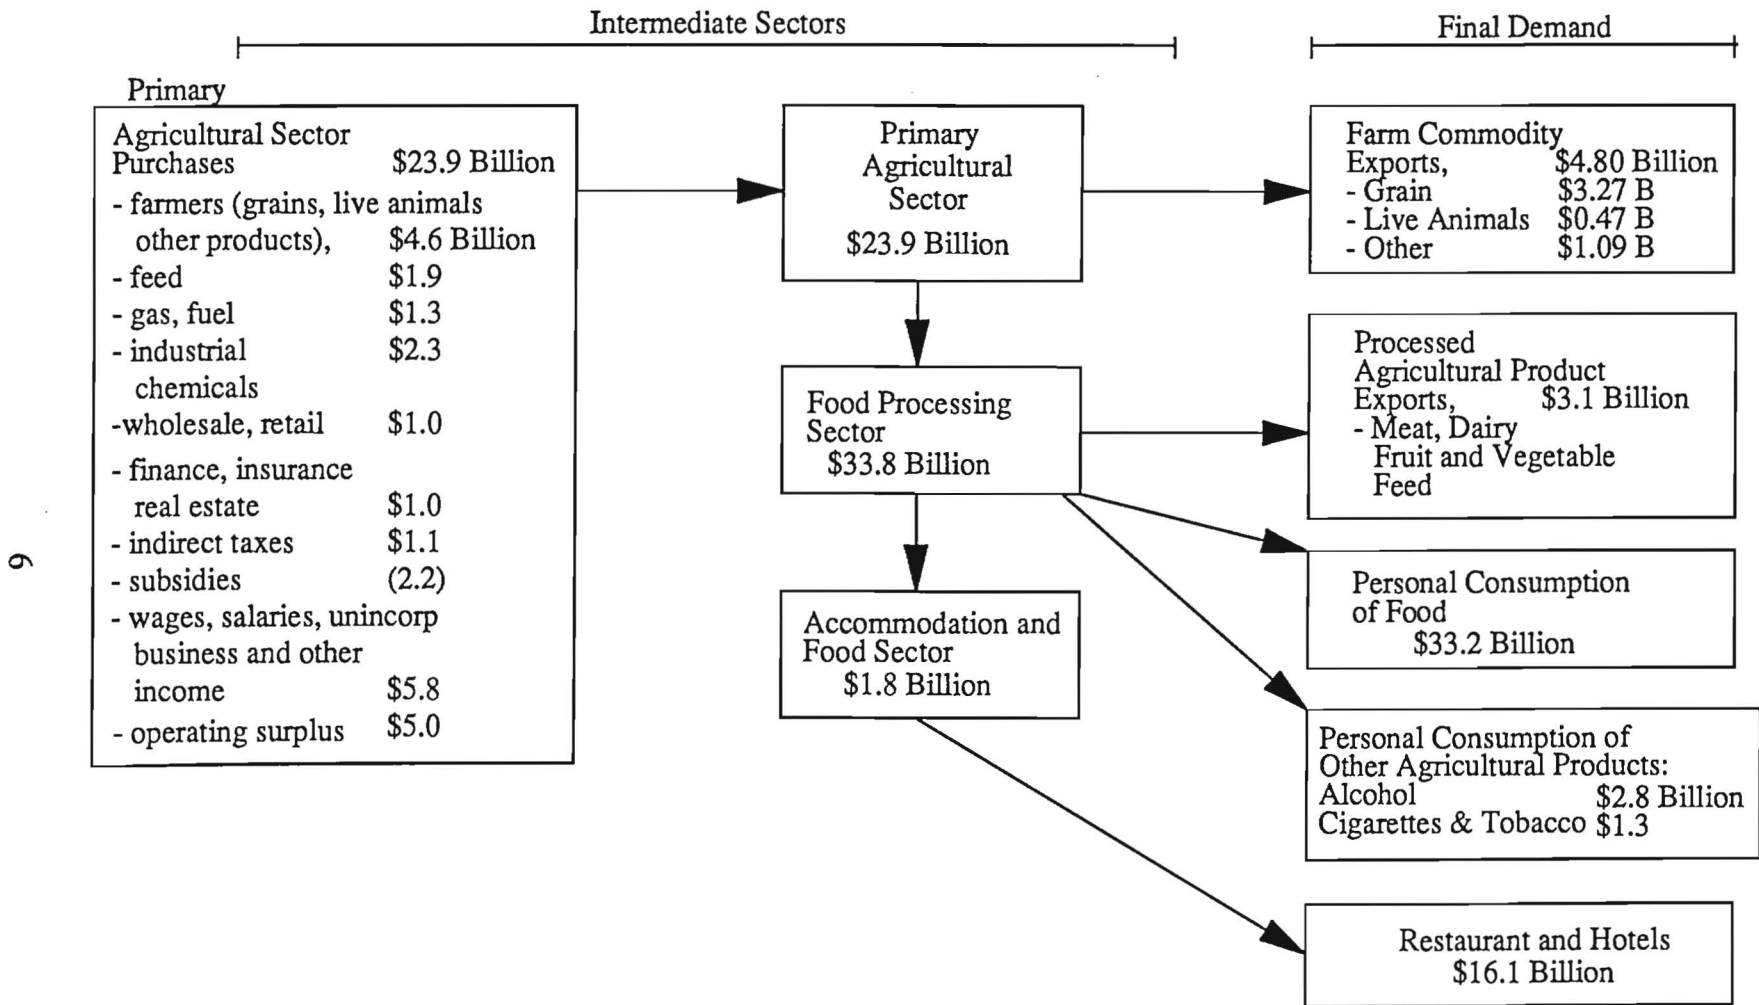 Intermediate Sectors
Final Demand
Primary
Agricultural Sector
Purchases $23.9 Billion
- farmers (grains, live animals
other products), $4.6 Billion
- feed $1.9
- gas, fuel $1.3
- industrial $2.3
chemicals
-wholesale, retail $1.0
- finance, insurance
real estate $1.0
- indirect taxes $1.1
- subsidies (2.2)
- wages, salaries, unincorp
business and other
income $5.8
- operating surplus $5.0
Primary
Agricultural
Sector
$23.9 Billion
Food Processing
Sector
$33.8 Billion
Accommodation and
Food Sector
$1.8 Billion
Farm Commodity
Exports, $4.80 Billion
- Grain $3.27 B
- Live Animals $0.47 B
- Other $1.09 B
Processed
Agricultural Product
Exports, $3.1 Billion
- Meat, Dairy
Fruit and Vegetable
Feed
Personal Consumption
of Food
$33.2 Billion
Personal Consumption of
Other Agricultural Products:
Alcohol $2.8 Billion
Cigarettes & Tobacco $1.3
Restaurant and Hotels
$16.1 Billion
6